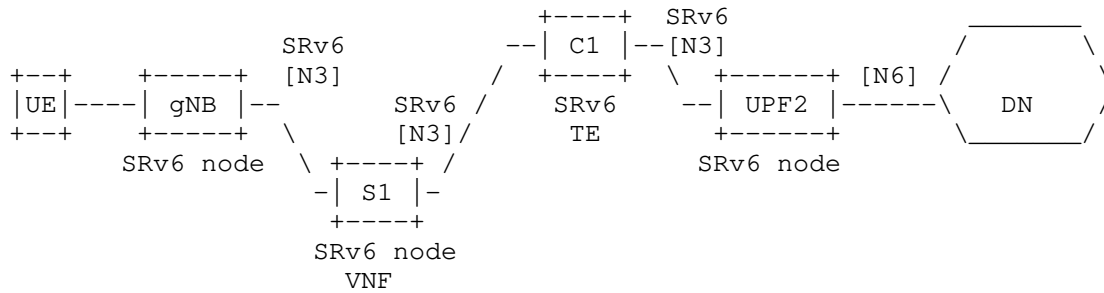 SRv6
SRv6 --| C1 |--[N3]
[N3]
SRv6
SRv6
[N6]
|UE|----| gNB |--
[N3]
TE
--| UPF2 |------\ DN /
SRv6 node
SRv6 node
-| S1 |-
SRv6 node
VNF